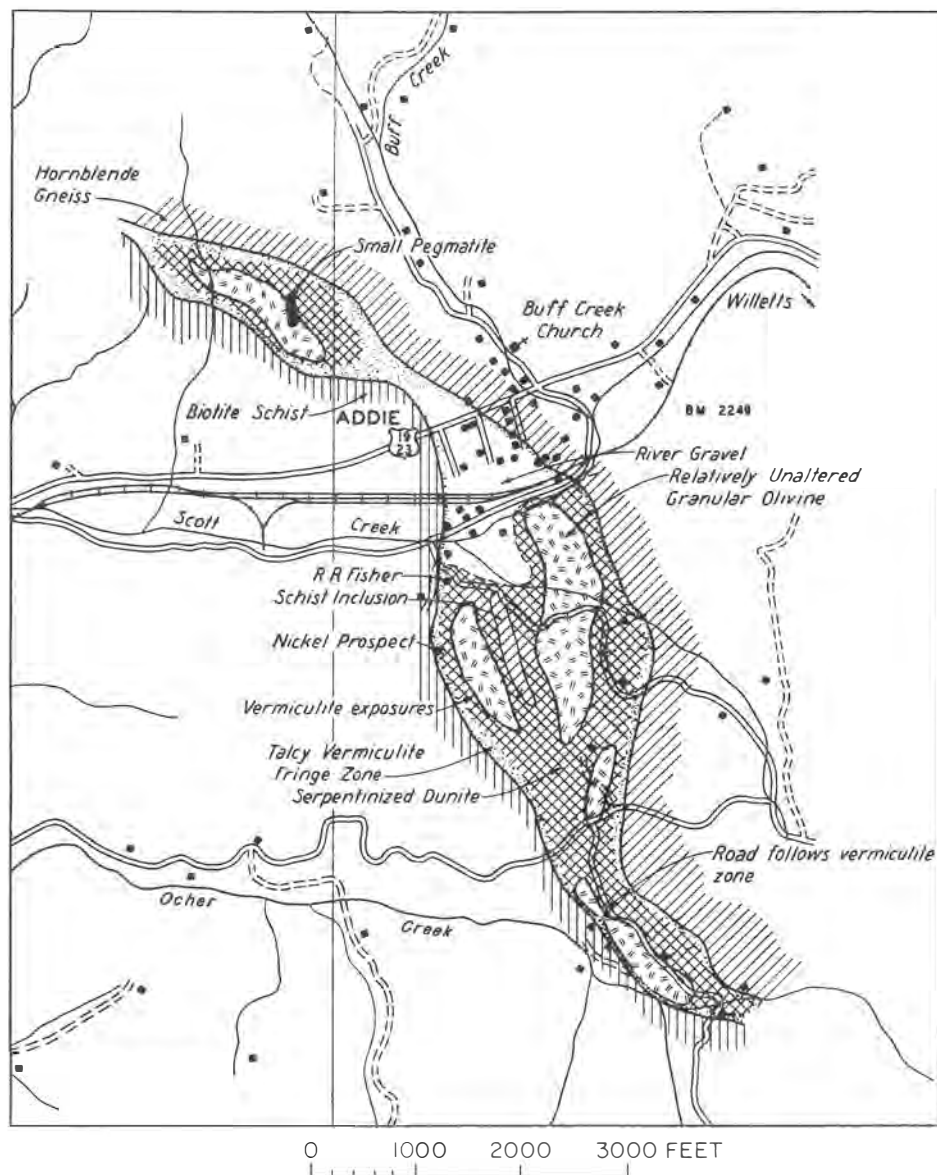 Buff
Creek
Hornblende
Gneiss
Small Pegmatite
Willetts
Buff Creek
Church
Biotite Schist
ADDIE
US
19
23
BM 2249
River Gravel
Relatively Unaltered
Granular Olivine
Scott
Creek
R R Fisher
Schist Inclusion
Nickel Prospect
Vermiculite exposures
Talcy Vermiculite
Fringe Zone
Serpentinized Dunite
Road follows vermiculite
zone
Ocher
Creek
0 1000 2000 3000 FEET